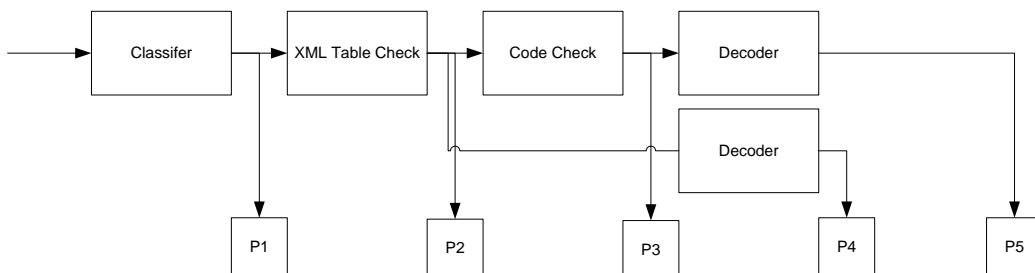 Classifer
XML Table Check
Code Check
Decoder
Decoder
P1
P2
P3
P4
P5